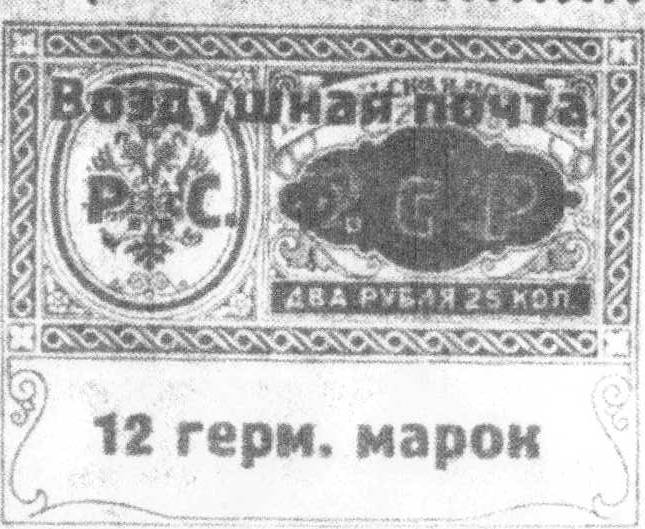 Воздушная почта
Р. С.
ДВА РУБЛЯ 25 КОП
12 герм. марок